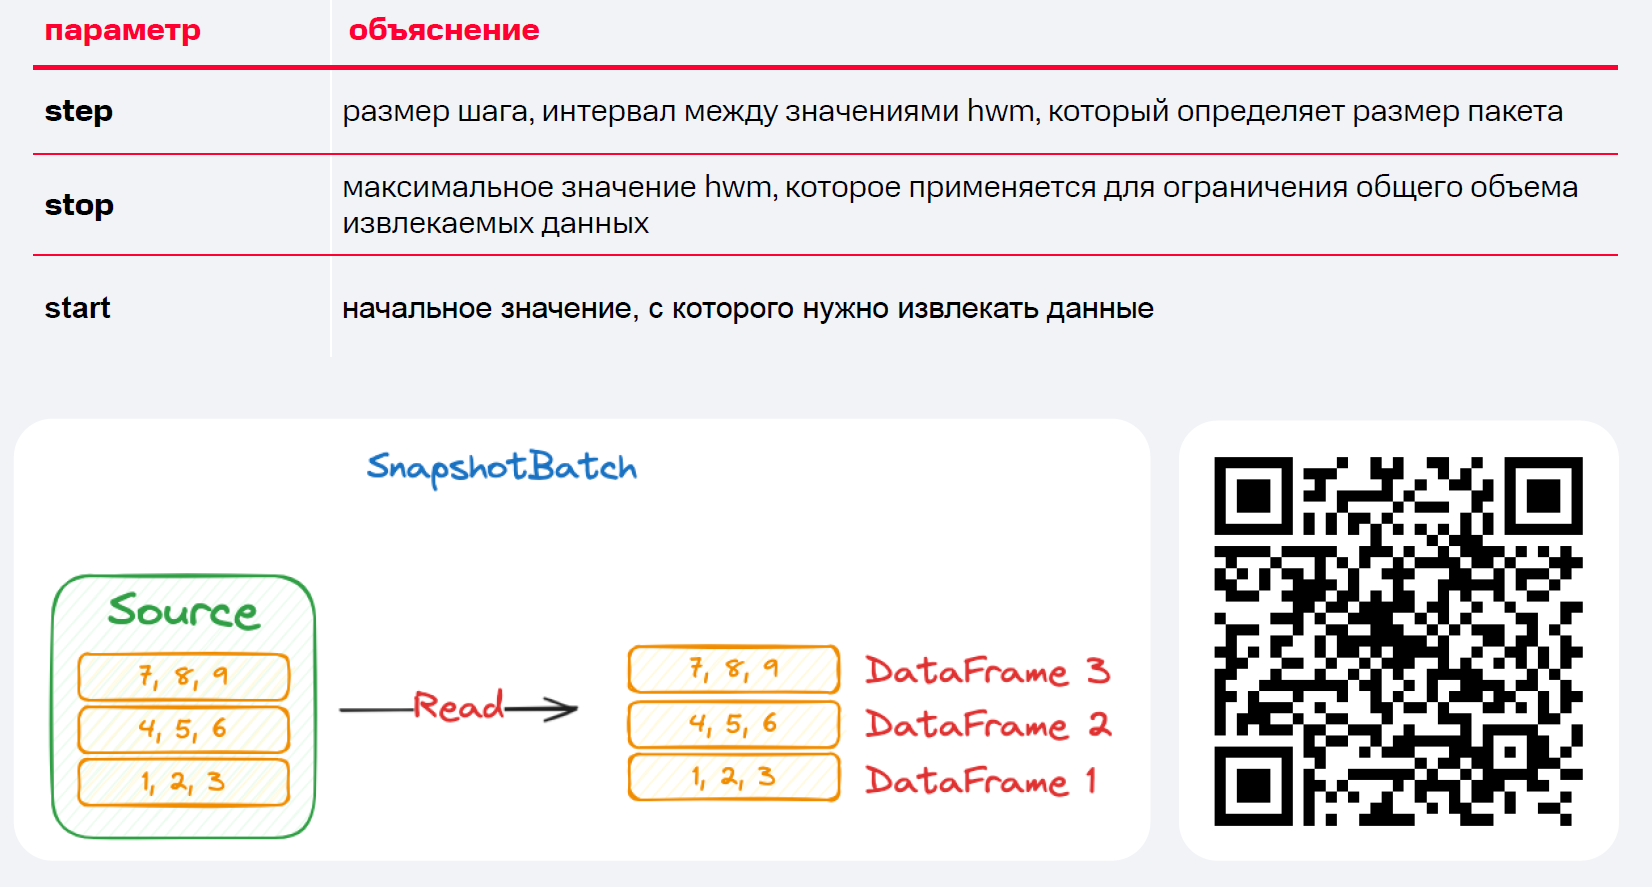 параметр объяснение
step размер шага, интервал между значениями hwm, который определяет размер пакета
stop максимальное значение hwm, которое применяется для ограничения общего объема
извлекаемых данных
start начальное значение, с которого нужно извлекать данные
SnapshotBatch
Source
7, 8, 9
4, 5, 6
1, 2, 3
Read
7, 8, 9 DataFrame 3
4, 5, 6 DataFrame 2
1, 2, 3 DataFrame 1